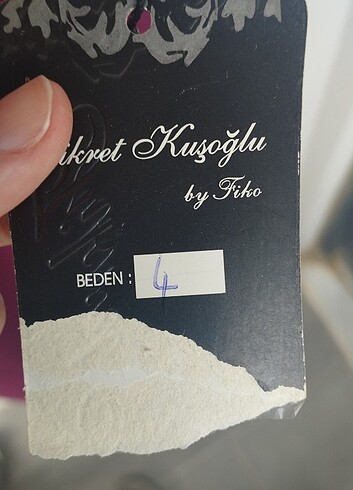 ikret Kuşoğlu
by Fiko
BEDEN : 4